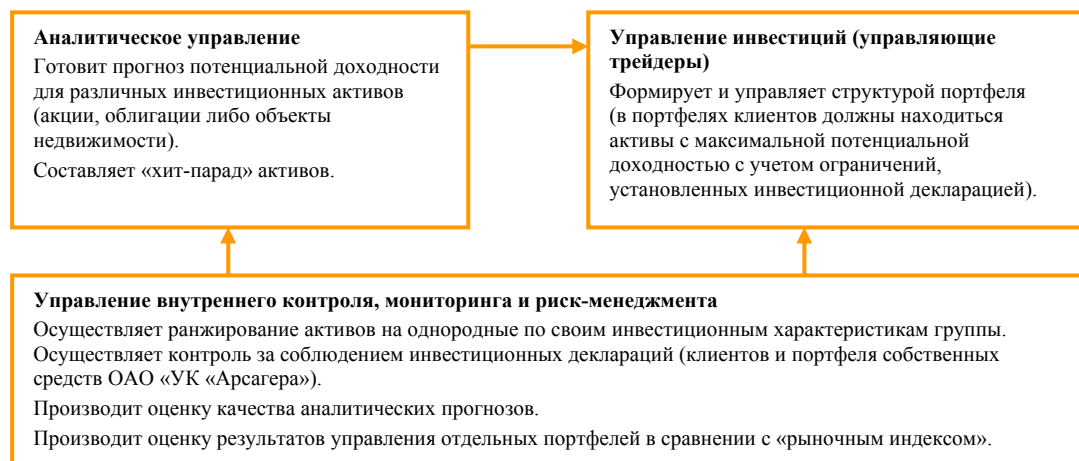 Аналитическое управление
Готовит прогноз потенциальной доходности
для различных инвестиционных активов
(акции, облигации либо объекты
недвижимости).
Составляет «хит-парад» активов.
Управление инвестиций (управляющие
трейдеры)
Формирует и управляет структурой портфеля
(в портфелях клиентов должны находиться
активы с максимальной потенциальной
доходностью с учетом ограничений,
установленных инвестиционной декларацией).
Управление внутреннего контроля, мониторинга и риск-менеджмента
Осуществляет ранжирование активов на однородные по своим инвестиционным характеристикам группы.
Осуществляет контроль за соблюдением инвестиционных деклараций (клиентов и портфеля собственных
средств ОАО «УК «Арсагера»).
Производит оценку качества аналитических прогнозов.
Производит оценку результатов управления отдельных портфелей в сравнении с «рыночным индексом».